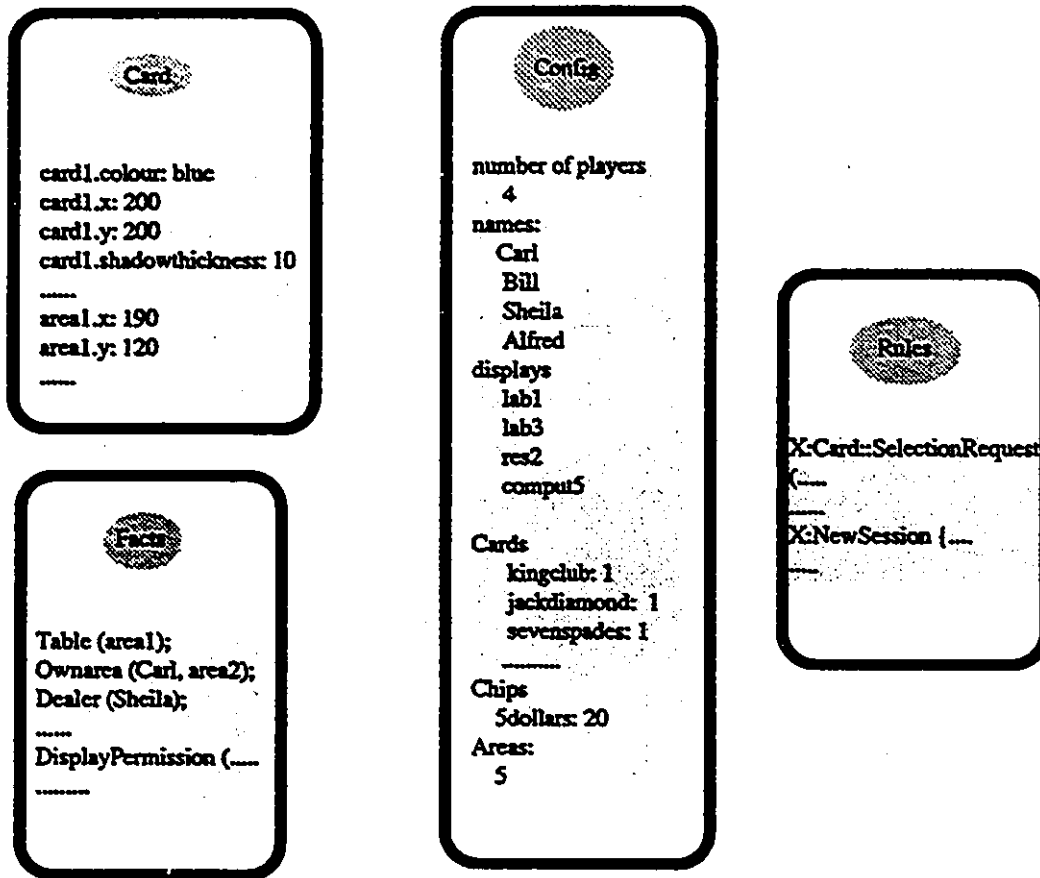 Card
card1.colour: blue
card1.x: 200
card1.y: 200
card1.shadowthickness: 10
......
area1.x: 190
area1.y: 120
......
Facts
Table (area1);
Ownarea (Carl, area2);
Dealer (Sheila);
......
DisplayPermission (.....
.........
Config
number of players
4
names:
Carl
Bill
Sheila
Alfred
displays
lab1
lab3
res2
comput5
Cards
kingclub: 1
jackdiamond: 1
sevenspades: 1
..........
Chips
5dollars: 20
Areas:
5
Rules
X:Card::SelectionRequest
(.....
......
X:NewSession {....
.....